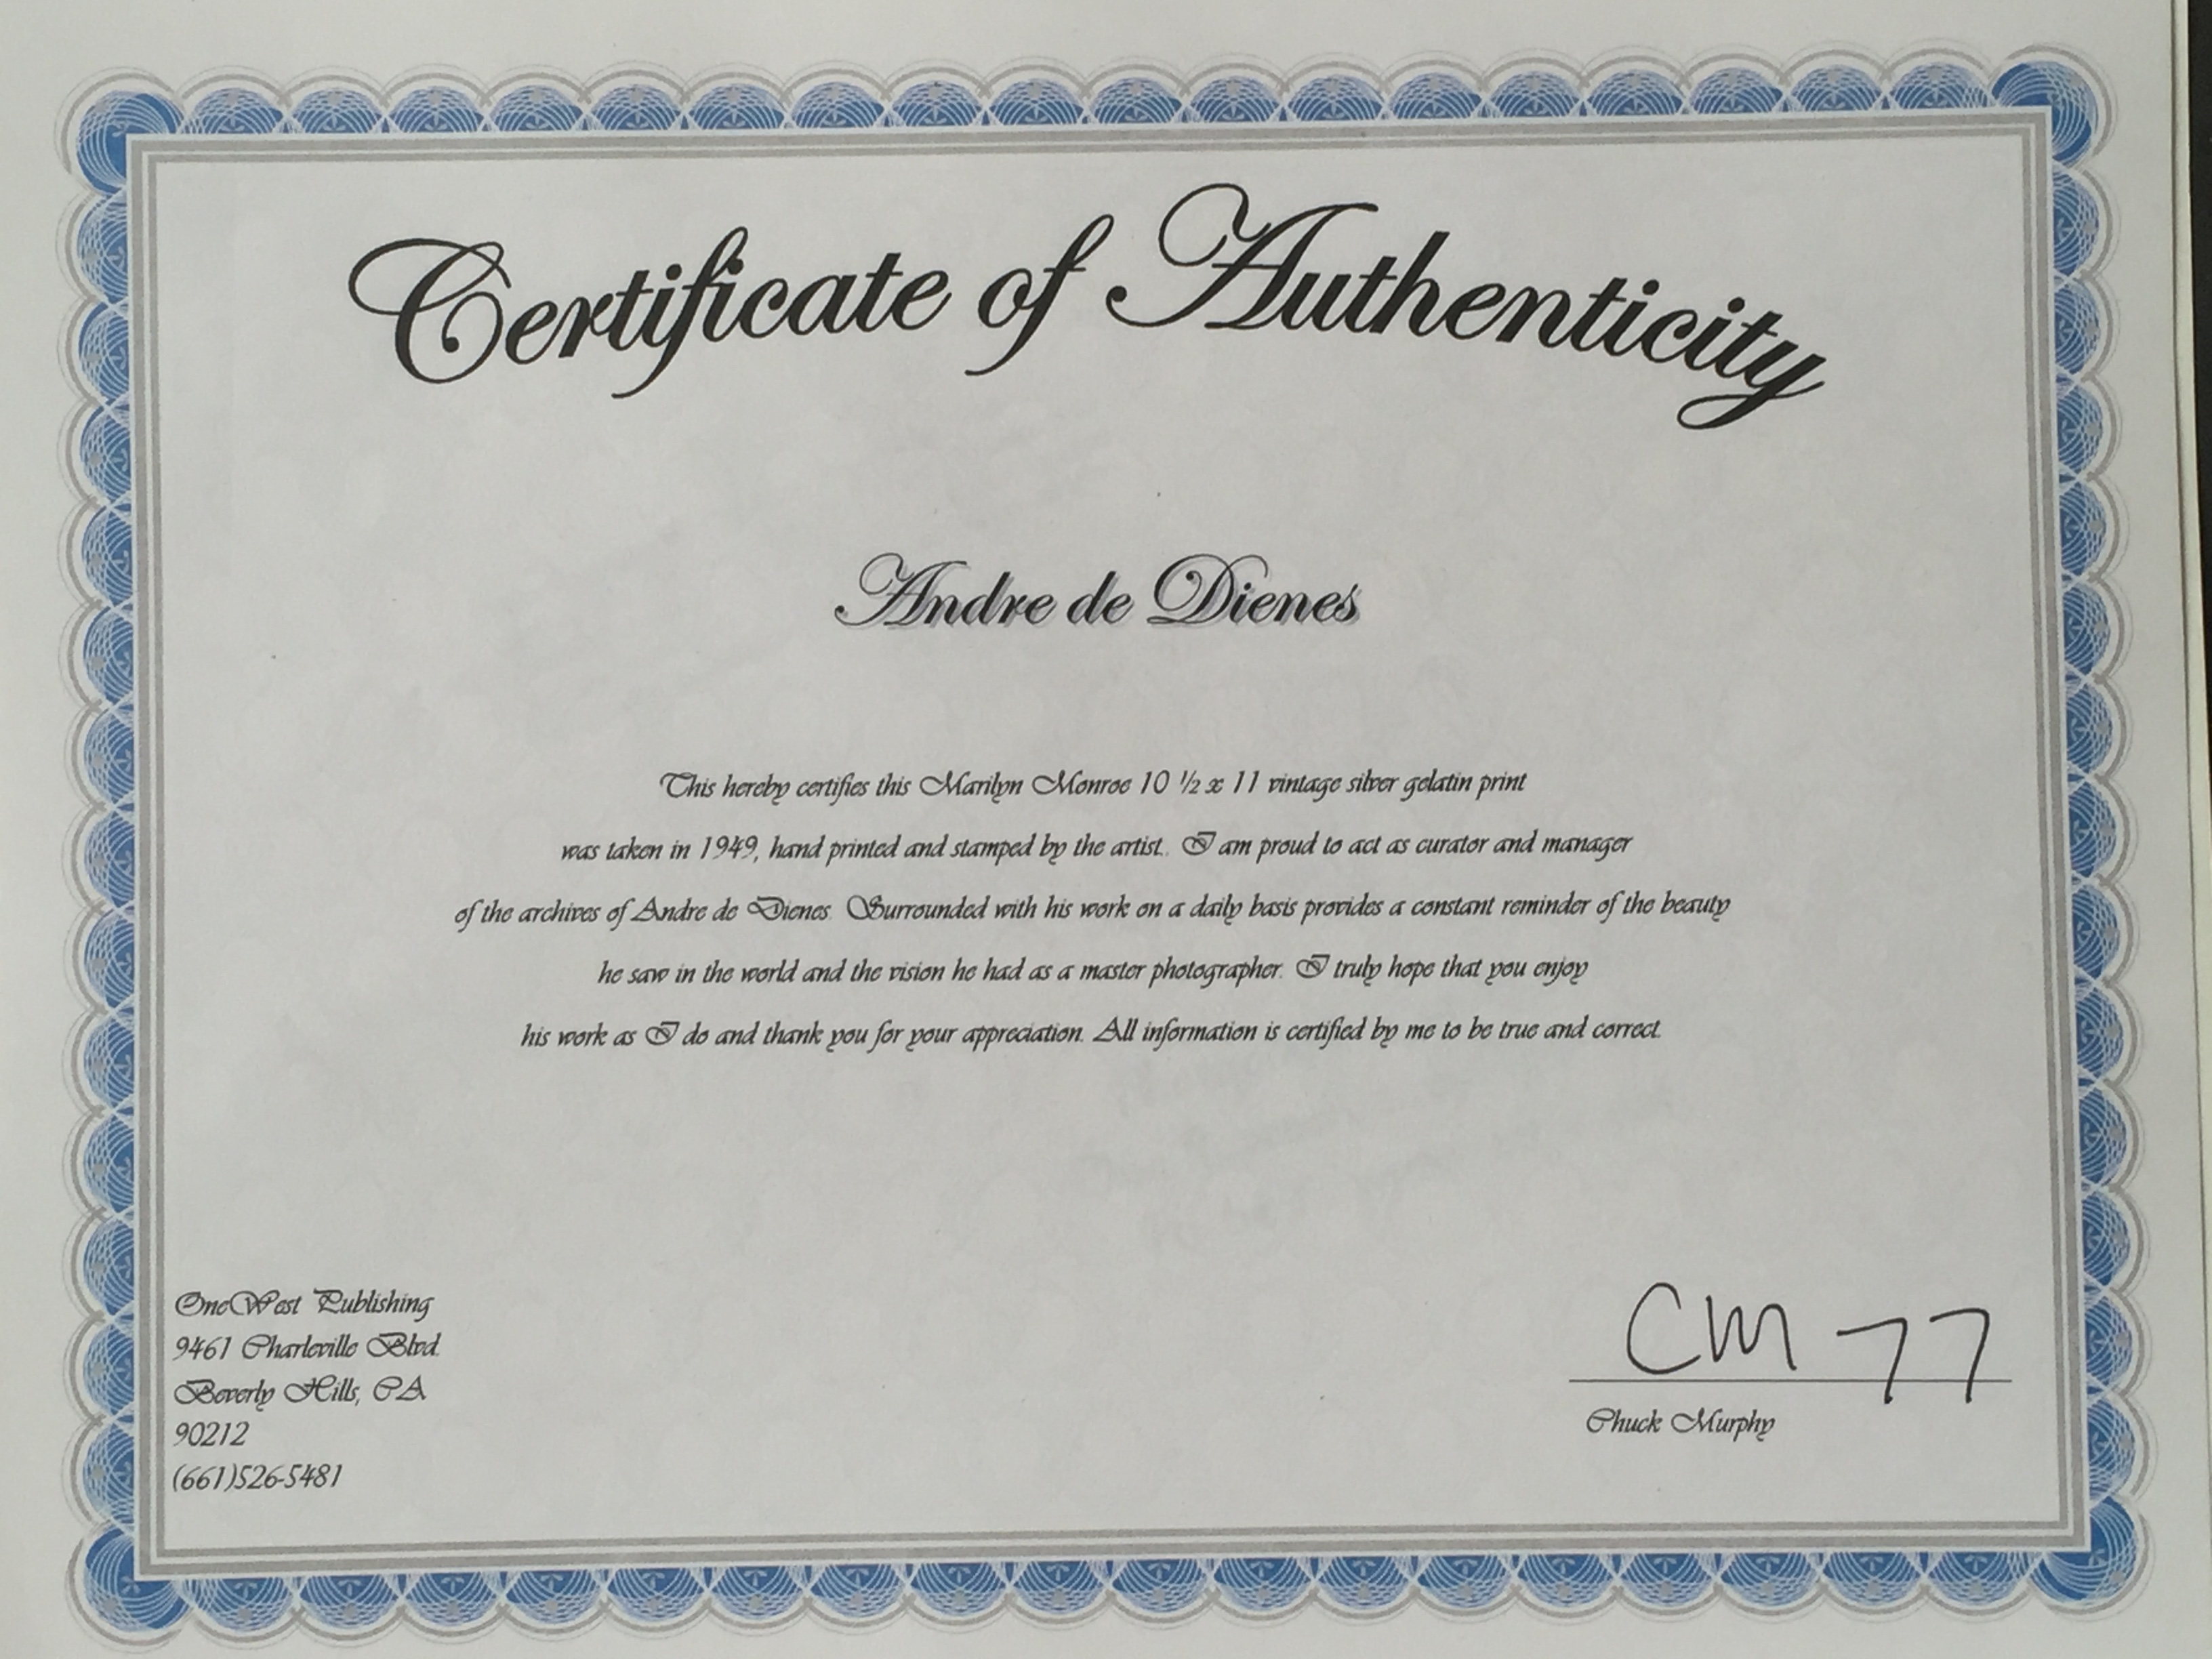 Certificate of Authenticity
Andre de Dienes
This hereby certifies this Marilyn Monroe 10 ½ x 11 vintage silver gelatin print
was taken in 1949, hand printed and stamped by the artist. I am proud to act as curator and manager
of the archives of Andre de Dienes. Surrounded with his work on a daily basis provides a constant reminder of the beauty
he saw in the world and the vision he had as a master photographer. I truly hope that you enjoy
his work as I do and thank you for your appreciation. All information is certified by me to be true and correct.
OneWest Publishing
9461 Charleville Blvd.
Beverly Hills, CA
90212
(661)526-5481
CM 77
Chuck Murphy